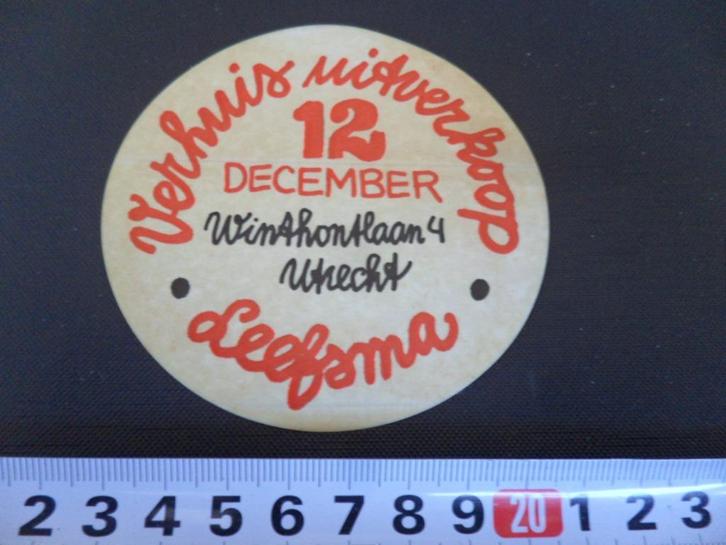 Verhuis uitverkoop
12
DECEMBER
Winthontlaan 4
Utrecht
Leefsma
2 3 4 5 6 7 8 9 20 1 2 3